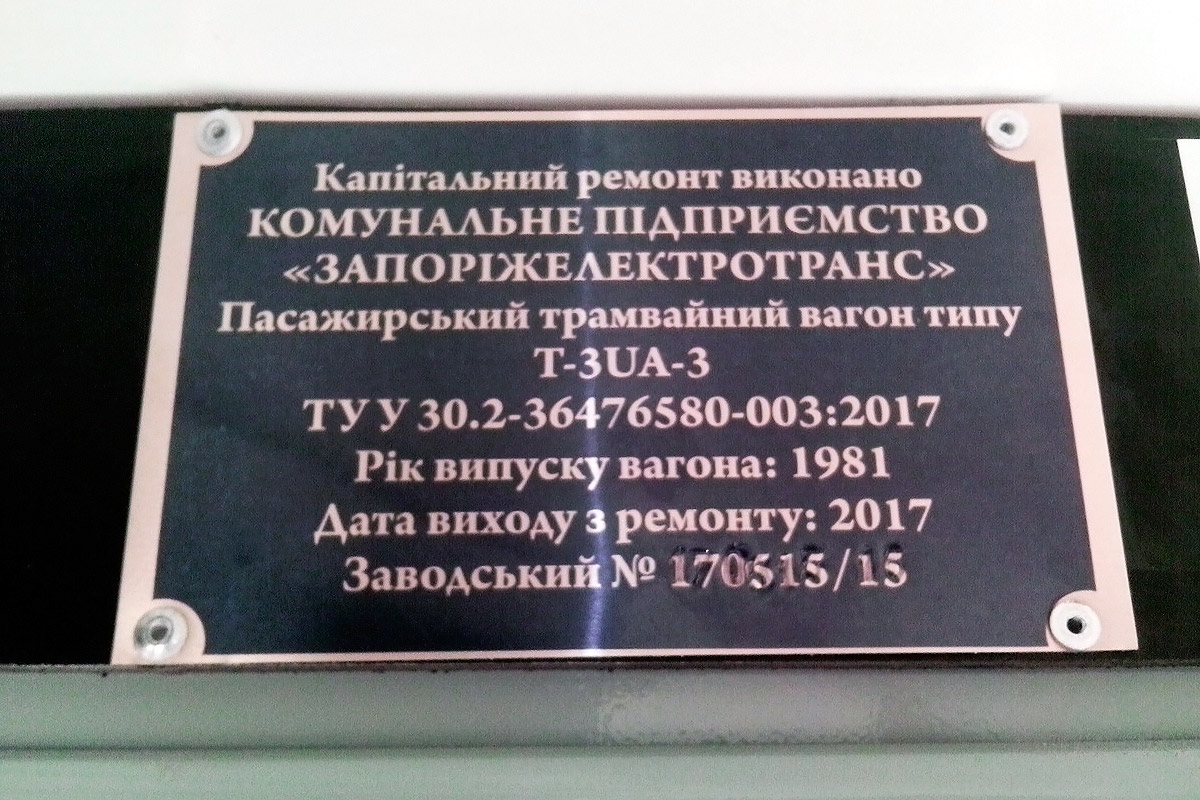 Капітальний ремонт виконано
КОМУНАЛЬНЕ ПІДПРИЄМСТВО
«ЗАПОРІЖЕЛЕКТРОТРАНС»
Пасажирський трамвайний вагон типу
Т-3UA-3
ТУ У 30.2-36476580-003:2017
Рік випуску вагона: 1981
Дата виходу з ремонту: 2017
Заводський № 170515/15